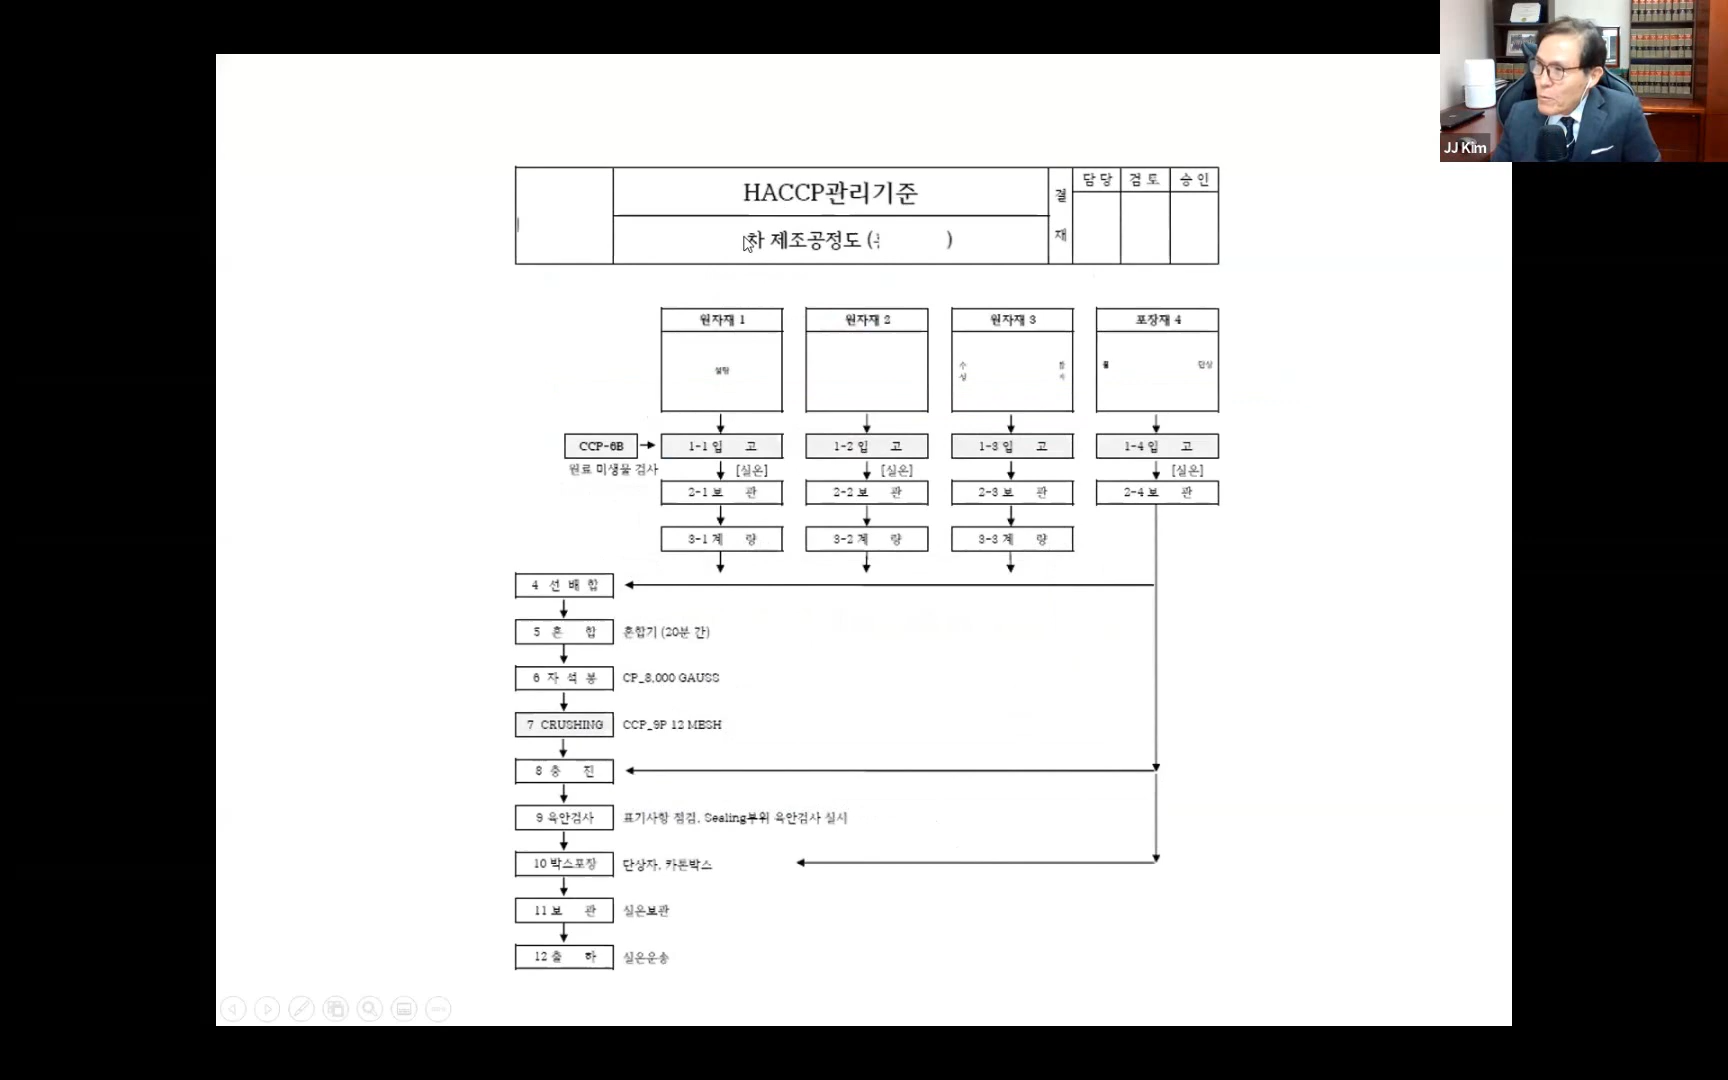 JJ Kim
HACCP관리기준
차 제조공정도 ( )
결재
담당 검토 승인
원자재 1 원자재 2 원자재 3 포장재 4
설탕
수 단상
CCP-6B
원료 미생물 검사
1-1 입 고 1-2 입 고 1-3 입 고 1-4 입 고
[실온] [실온] [실온]
2-1 보 관 2-2 보 관 2-3 보 관 2-4 보 관
3-1 계 량 3-2 계 량 3-3 계 량
4 선 배 합
5 혼 합 혼합기 (20분 간)
6 자 석 봉 CP_8,000 GAUSS
7 CRUSHING CCP_9P 12 MESH
8 충 진
9 육안검사 표기사항 점검, Sealing부위 육안검사 실시
10 박스포장 단상자, 카톤박스
11 보 관 실온보관
12 출 하 실온운송